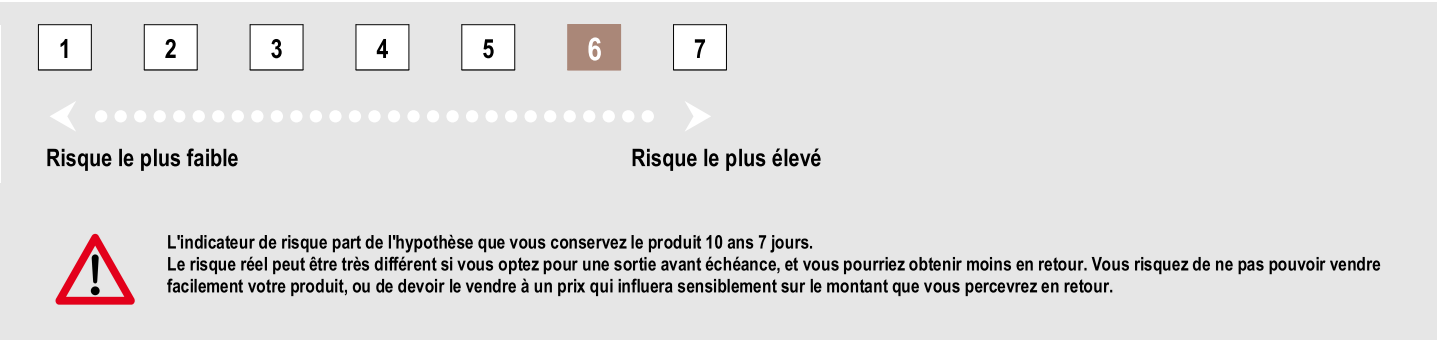 1 2 3 4 5 6 7
Risque le plus faible Risque le plus élevé
L'indicateur de risque part de l'hypothèse que vous conservez le produit 10 ans 7 jours.
Le risque réel peut être très différent si vous optez pour une sortie avant échéance, et vous pourriez obtenir moins en retour. Vous risquez de ne pas pouvoir vendre
facilement votre produit, ou de devoir le vendre à un prix qui influera sensiblement sur le montant que vous percevrez en retour.